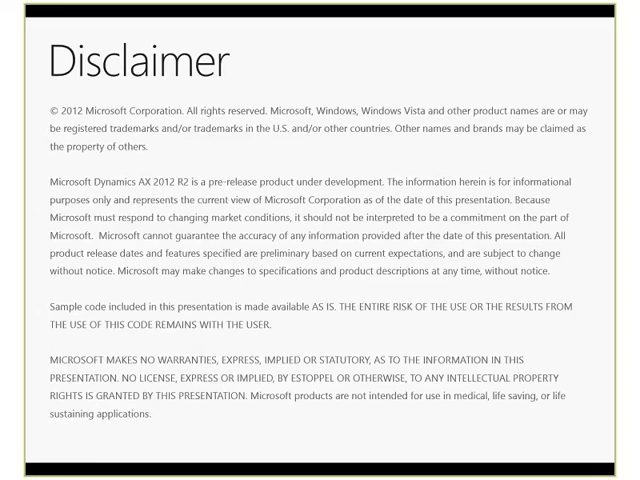 Disclaimer
© 2012 Microsoft Corporation. All rights reserved. Microsoft, Windows, Windows Vista and other product names are or may
be registered trademarks and/or trademarks in the U.S. and/or other countries. Other names and brands may be claimed as
the property of others.
Microsoft Dynamics AX 2012 R2 is a pre-release product under development. The information herein is for informational
purposes only and represents the current view of Microsoft Corporation as of the date of this presentation. Because
Microsoft must respond to changing market conditions, it should not be interpreted to be a commitment on the part of
Microsoft. Microsoft cannot guarantee the accuracy of any information provided after the date of this presentation. All
product release dates and features specified are preliminary based on current expectations, and are subject to change
without notice. Microsoft may make changes to specifications and product descriptions at any time, without notice.
Sample code included in this presentation is made available AS IS. THE ENTIRE RISK OF THE USE OR THE RESULTS FROM
THE USE OF THIS CODE REMAINS WITH THE USER.
MICROSOFT MAKES NO WARRANTIES, EXPRESS, IMPLIED OR STATUTORY, AS TO THE INFORMATION IN THIS
PRESENTATION. NO LICENSE, EXPRESS OR IMPLIED, BY ESTOPPEL OR OTHERWISE, TO ANY INTELLECTUAL PROPERTY
RIGHTS IS GRANTED BY THIS PRESENTATION. Microsoft products are not intended for use in medical, life saving, or life
sustaining applications.